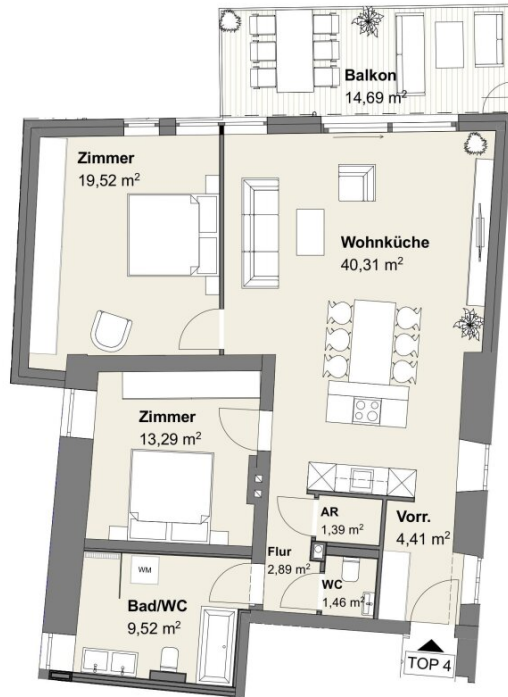 Balkon
14,69 m²
Zimmer
19,52 m²
Wohnküche
40,31 m²
Zimmer
13,29 m²
AR
1,39 m²
Vorr.
4,41 m²
Flur
2,89 m²
WC
1,46 m²
WM
Bad/WC
9,52 m²
TOP 4